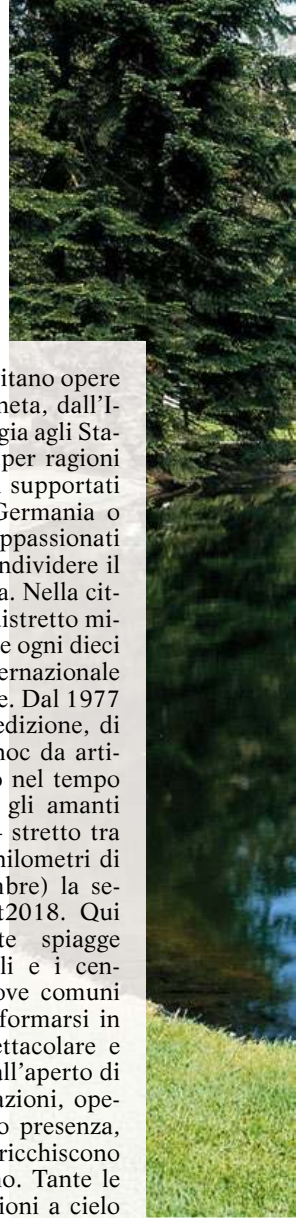 itano opere
neta, dall'I-
gia agli Sta-
per ragioni
supportati
Germania o
ppassionati
ndividere il
a. Nella cit-
istretto mi-
e ogni dieci
ernazionale
e. Dal 1977
edizione, di
hoc da arti-
o nel tempo
gli amanti
stretto tra
hilometri di
bre) la se-
t2018. Qui
te spiagge
li e i cen-
ove comuni
formarsi in
ettacolare e
all'aperto di
azioni, ope-
o presenza,
ricchiscono
no. Tante le
ioni a cielo